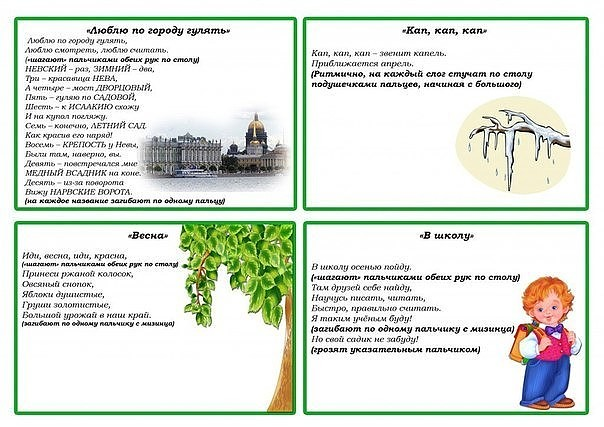 «Люблю по городу гулять»
Люблю по городу гулять,
Люблю смотреть, люблю считать.
(«шагают» пальчиками обеих рук по столу)
НЕВСКИЙ – раз, ЗИМНИЙ – два,
Три – красавица НЕВА,
А четыре – мост ДВОРЦОВЫЙ,
Пять – гуляю по САДОВОЙ,
Шесть – к ИСААКИЮ схожу
И на купол погляжу.
Семь – конечно, ЛЕТНИЙ САД.
Как красив его наряд!
Восемь – КРЕПОСТЬ у Невы,
Были там, наверно, вы.
Девять – повстречался мне
МЕДНЫЙ ВСАДНИК на коне.
Десять – из-за поворота
Вижу НАРВСКИЕ ВОРОТА.
(на каждое название загибают по одному пальцу)
«Кап, кап, кап»
Кап, кап, кап – звенит капель.
Приближается апрель.
(Ритмично, на каждый слог стучат по столу
подушечками пальцев, начиная с большого)
«Весна»
Иди, весна, иди, красна,
(«шагают» пальчиками обеих рук по столу)
Принеси ржаной колосок,
Овсяный снопок,
Яблоки душистые,
Груши золотистые,
Большой урожай в наш край.
(загибают по одному пальчику с мизинца)
«В школу»
В школу осенью пойду.
(«шагают» пальчиками обеих рук по столу)
Там друзей себе найду,
Научусь писать, читать,
Быстро, правильно считать.
Я таким учёным буду!
(загибают по одному пальчику с мизинца)
Но свой садик не забуду!
(грозят указательным пальчиком)